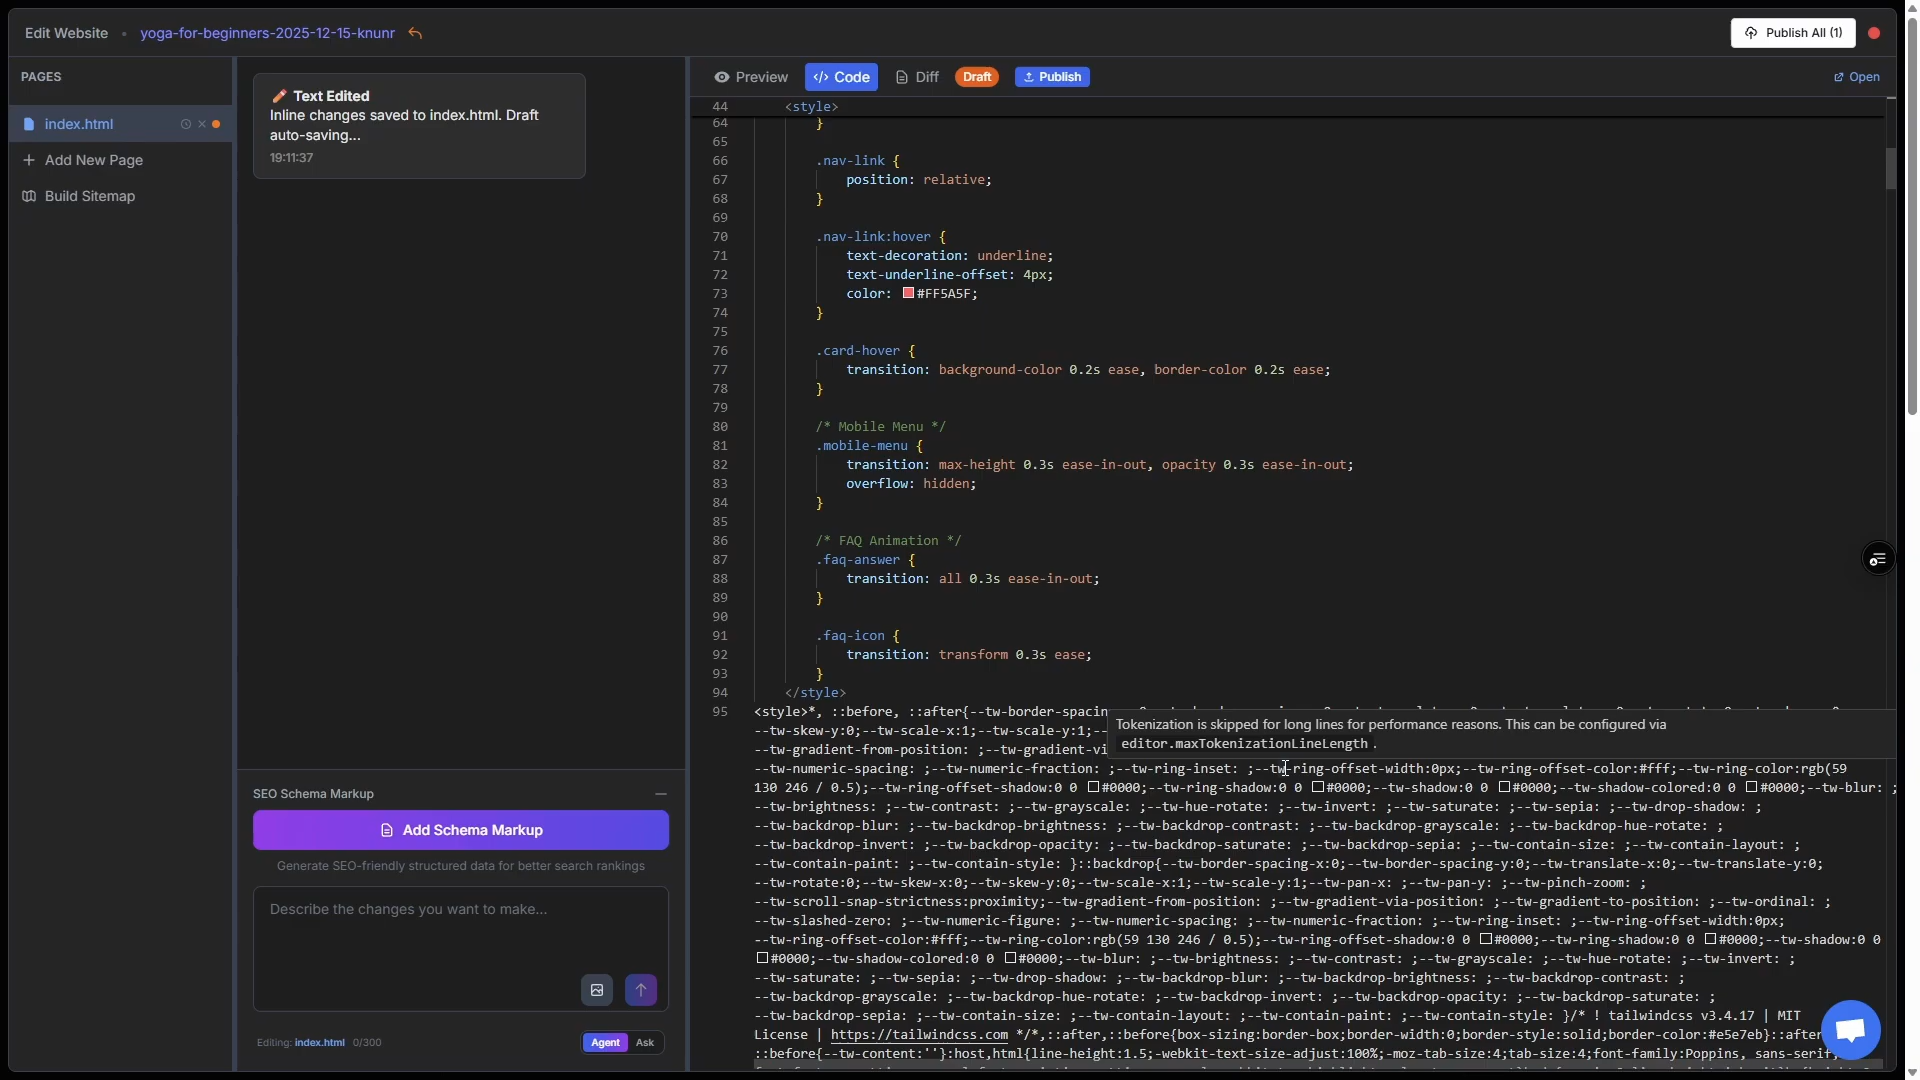 Edit Website • yoga-for-beginners-2025-12-15-knunr
Publish All (1)
PAGES
index.html
Add New Page
Build Sitemap
Text Edited
Inline changes saved to index.html. Draft
auto-saving...
19:11:37
SEO Schema Markup
Add Schema Markup
Generate SEO-friendly structured data for better search rankings
Describe the changes you want to make...
Editing: index.html 0/300
Agent Ask
Preview </> Code Diff Draft Publish Open
44 <style>
64 }
65
66 .nav-link {
67 position: relative;
68 }
69
70 .nav-link:hover {
71 text-decoration: underline;
72 text-underline-offset: 4px;
73 color: #FF5A5F;
74 }
75
76 .card-hover {
77 transition: background-color 0.2s ease, border-color 0.2s ease;
78 }
79
80 /* Mobile Menu */
81 .mobile-menu {
82 transition: max-height 0.3s ease-in-out, opacity 0.3s ease-in-out;
83 overflow: hidden;
84 }
85
86 /* FAQ Animation */
87 .faq-answer {
88 transition: all 0.3s ease-in-out;
89 }
90
91 .faq-icon {
92 transition: transform 0.3s ease;
93 }
94 </style>
95 <style>*, ::before, ::after{--tw-border-spacin
Tokenization is skipped for long lines for performance reasons. This can be configured via
editor.maxTokenizationLineLength.
--tw-skew-y:0;--tw-scale-x:1;--tw-scale-y:1;--
--tw-gradient-from-position: ;--tw-gradient-vi
--tw-numeric-spacing: ;--tw-numeric-fraction: ;--tw-ring-inset: ;--tw-ring-offset-width:0px;--tw-ring-offset-color:#fff;--tw-ring-color:rgb(59
130 246 / 0.5);--tw-ring-offset-shadow:0 0 #0000;--tw-ring-shadow:0 0 #0000;--tw-shadow:0 0 #0000;--tw-shadow-colored:0 0 #0000;--tw-blur: ;
--tw-brightness: ;--tw-contrast: ;--tw-grayscale: ;--tw-hue-rotate: ;--tw-invert: ;--tw-saturate: ;--tw-sepia: ;--tw-drop-shadow: ;
--tw-backdrop-blur: ;--tw-backdrop-brightness: ;--tw-backdrop-contrast: ;--tw-backdrop-grayscale: ;--tw-backdrop-hue-rotate: ;
--tw-backdrop-invert: ;--tw-backdrop-opacity: ;--tw-backdrop-saturate: ;--tw-backdrop-sepia: ;--tw-contain-size: ;--tw-contain-layout: ;
--tw-contain-paint: ;--tw-contain-style: }::backdrop{--tw-border-spacing-x:0;--tw-border-spacing-y:0;--tw-translate-x:0;--tw-translate-y:0;
--tw-rotate:0;--tw-skew-x:0;--tw-skew-y:0;--tw-scale-x:1;--tw-scale-y:1;--tw-pan-x: ;--tw-pan-y: ;--tw-pinch-zoom: ;
--tw-scroll-snap-strictness:proximity;--tw-gradient-from-position: ;--tw-gradient-via-position: ;--tw-gradient-to-position: ;--tw-ordinal: ;
--tw-slashed-zero: ;--tw-numeric-figure: ;--tw-numeric-spacing: ;--tw-numeric-fraction: ;--tw-ring-inset: ;--tw-ring-offset-width:0px;
--tw-ring-offset-color:#fff;--tw-ring-color:rgb(59 130 246 / 0.5);--tw-ring-offset-shadow:0 0 #0000;--tw-ring-shadow:0 0 #0000;--tw-shadow:0 0
#0000;--tw-shadow-colored:0 0 #0000;--tw-blur: ;--tw-brightness: ;--tw-contrast: ;--tw-grayscale: ;--tw-hue-rotate: ;--tw-invert: ;
--tw-saturate: ;--tw-sepia: ;--tw-drop-shadow: ;--tw-backdrop-blur: ;--tw-backdrop-brightness: ;--tw-backdrop-contrast: ;
--tw-backdrop-grayscale: ;--tw-backdrop-hue-rotate: ;--tw-backdrop-invert: ;--tw-backdrop-opacity: ;--tw-backdrop-saturate: ;
--tw-backdrop-sepia: ;--tw-contain-size: ;--tw-contain-layout: ;--tw-contain-paint: ;--tw-contain-style: }/* ! tailwindcss v3.4.17 | MIT
License | https://tailwindcss.com */*,::after,::before{box-sizing:border-box;border-width:0;border-style:solid;border-color:#e5e7eb}::after
::before{--tw-content:''}:host,html{line-height:1.5;-webkit-text-size-adjust:100%;-moz-tab-size:4;tab-size:4;font-family:Poppins, sans-serif;